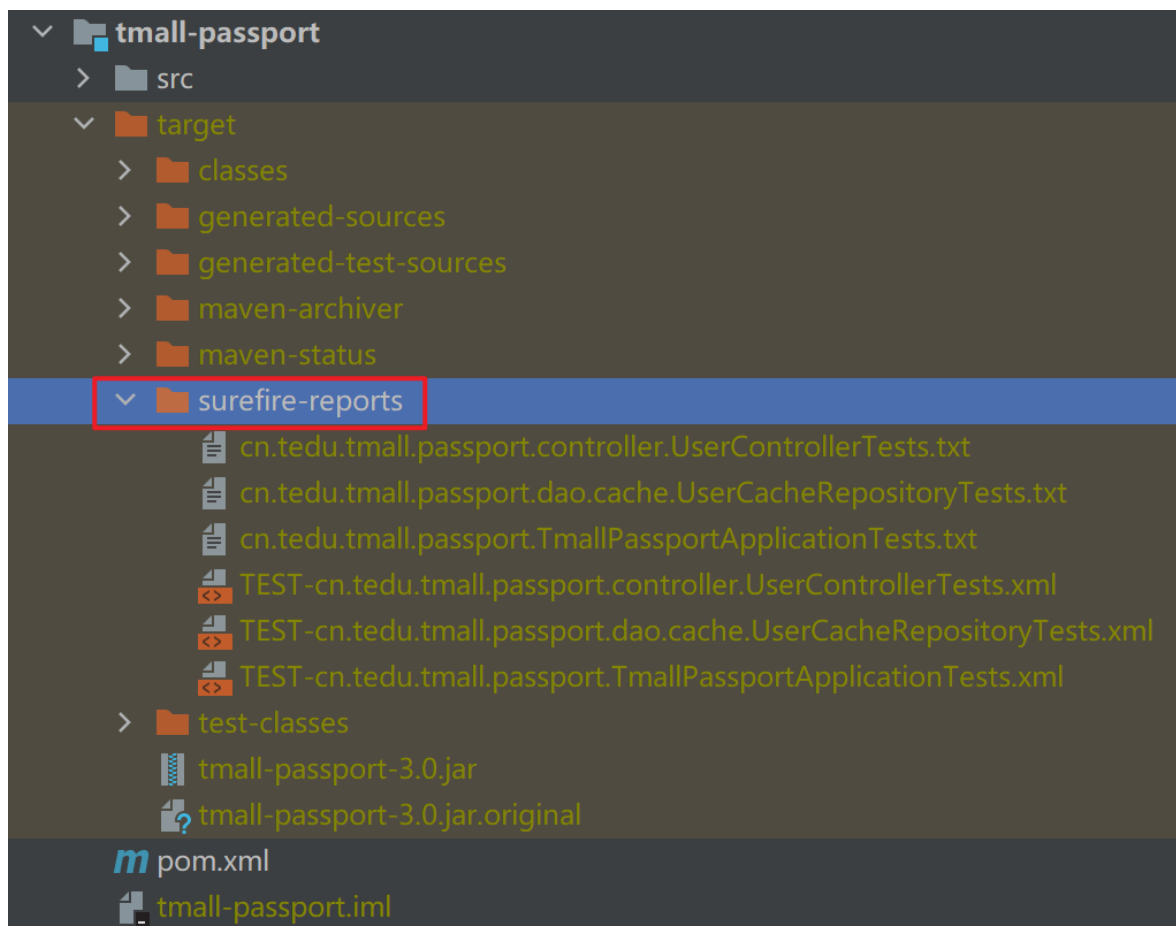 tmall-passport
src
target
classes
generated-sources
generated-test-sources
maven-archiver
maven-status
surefire-reports
cn.tedu.tmall.passport.controller.UserControllerTests.txt
cn.tedu.tmall.passport.dao.cache.UserCacheRepositoryTests.txt
cn.tedu.tmall.passport.TmallPassportApplicationTests.txt
TEST-cn.tedu.tmall.passport.controller.UserControllerTests.xml
TEST-cn.tedu.tmall.passport.dao.cache.UserCacheRepositoryTests.xml
TEST-cn.tedu.tmall.passport.TmallPassportApplicationTests.xml
test-classes
tmall-passport-3.0.jar
tmall-passport-3.0.jar.original
pom.xml
tmall-passport.iml